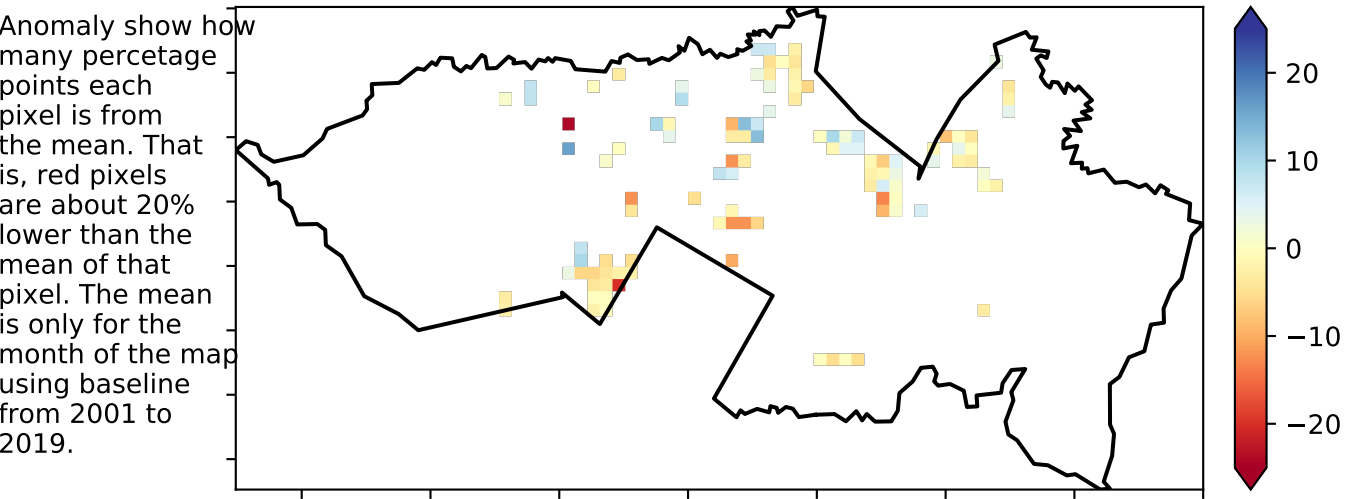 Anomaly show how
many percetage
points each
pixel is from
the mean. That
is, red pixels
are about 20%
lower than the
mean of that
pixel. The mean
is only for the
month of the map
using baseline
from 2001 to
2019.
20
10
0
−10
−20